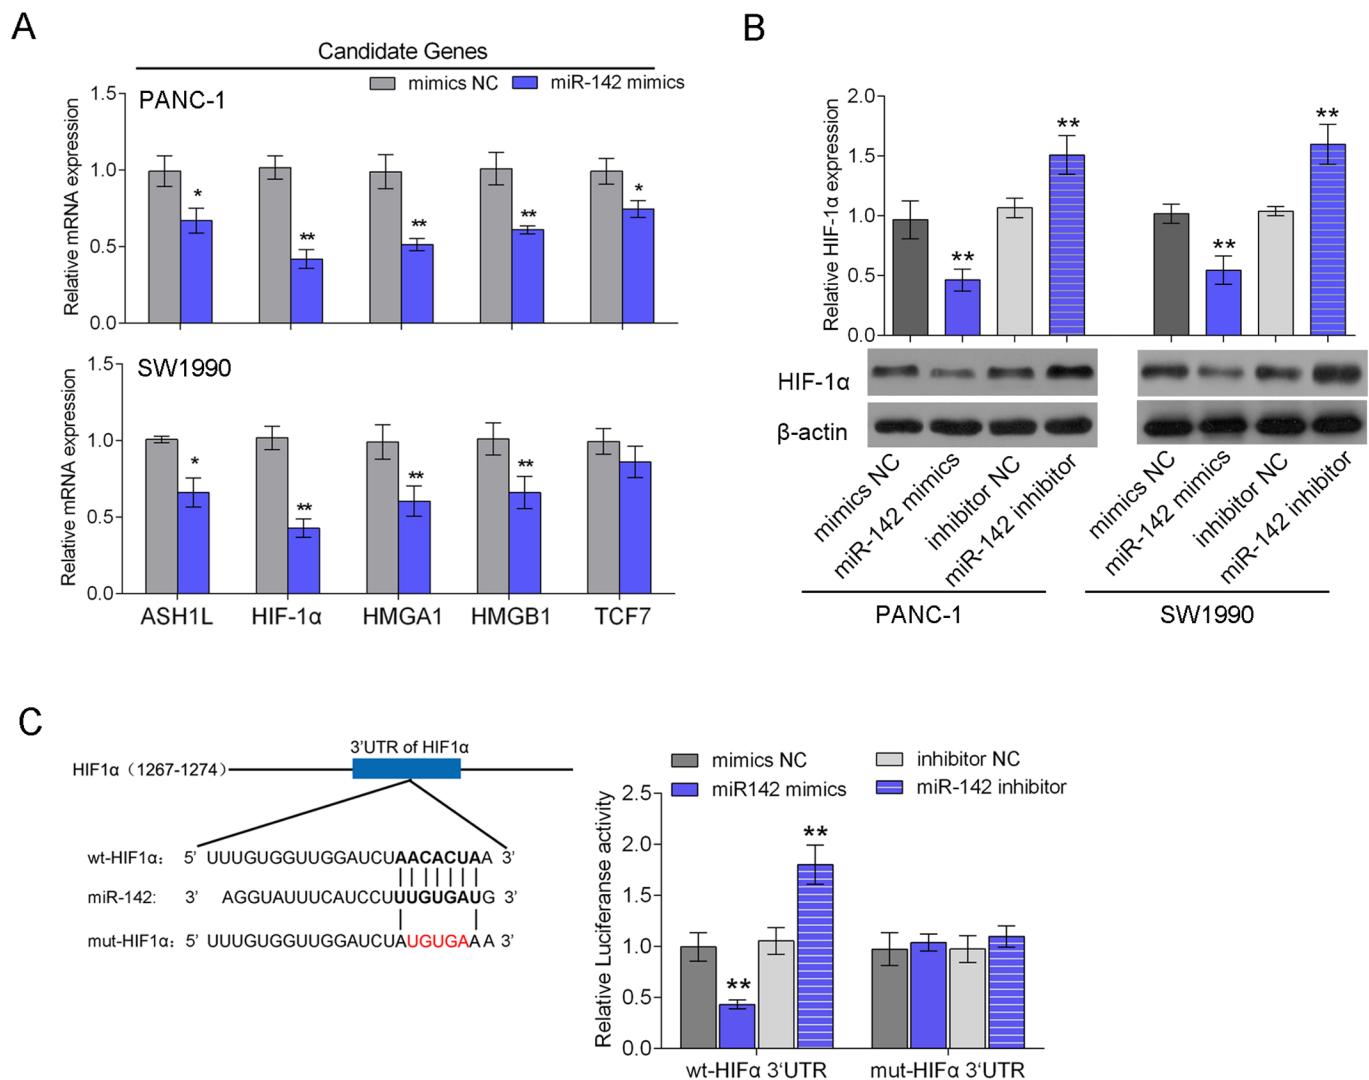 A
Candidate Genes
mimics NC miR-142 mimics
PANC-1
Relative mRNA expression
1.5
1.0
0.5
0.0
* ** ** ** *
SW1990
Relative mRNA expression
1.5
1.0
0.5
0.0
* ** ** **
ASH1L HIF-1α HMGA1 HMGB1 TCF7
B
Relative HIF-1α expression
2.0
1.5
1.0
0.5
0.0
** ** ** **
HIF-1α
β-actin
mimics NC
miR-142 mimics
inhibitor NC
miR-142 inhibitor
mimics NC
miR-142 mimics
inhibitor NC
miR-142 inhibitor
PANC-1 SW1990
C
3'UTR of HIF1α
HIF1α（1267-1274）
wt-HIF1α: 5' UUUGUGGUUGGAUCUAACACUAA 3'
miR-142: 3' AGGUAUUUCAUCCUUUGUGAUG 3'
mut-HIF1α: 5' UUUGUGGUUGGAUCUAUGUGAAA 3'
mimics NC inhibitor NC
miR142 mimics miR-142 inhibitor
Relative Luciferanse activity
2.5
2.0
1.5
1.0
0.5
0.0
** **
wt-HIFα 3'UTR mut-HIFα 3'UTR